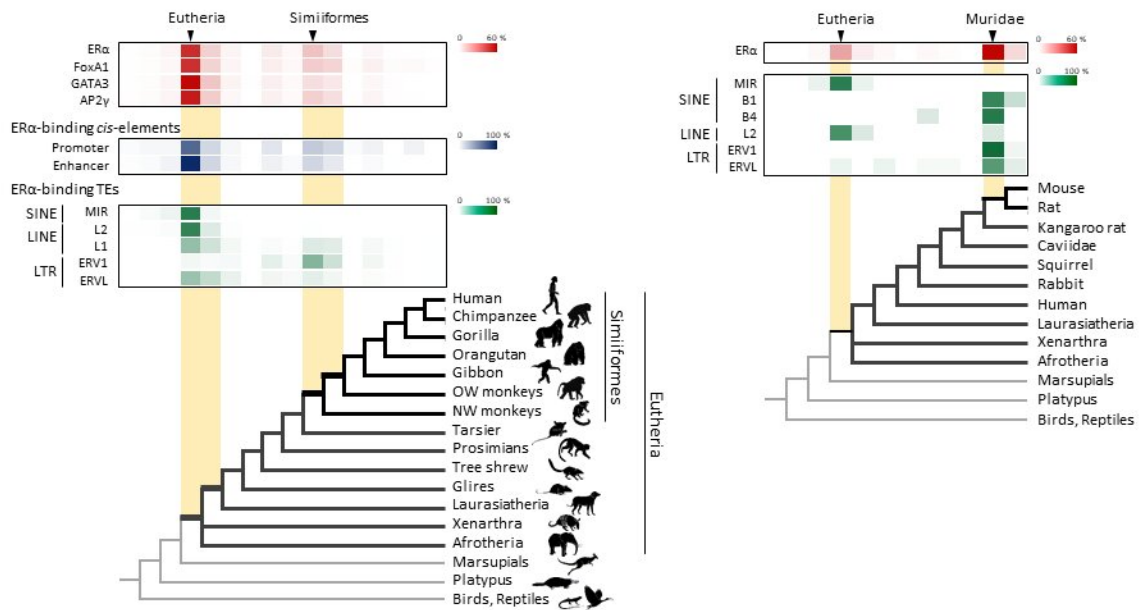 Eutheria
Simiiformes
ERα
FoxA1
GATA3
AP2γ
0
60 %
ERα-binding cis-elements
Promoter
Enhancer
0
100 %
ERα-binding TEs
SINE
MIR
LINE
L2
L1
LTR
ERV1
ERVL
0
100 %
Human
Chimpanzee
Gorilla
Orangutan
Gibbon
OW monkeys
NW monkeys
Tarsier
Prosimians
Tree shrew
Glires
Laurasiatheria
Xenarthra
Afrotheria
Marsupials
Platypus
Birds, Reptiles
Simiiformes
Eutheria
Eutheria
Muridae
ERα
0
60 %
0
100 %
SINE
MIR
B1
B4
LINE
L2
LTR
ERV1
ERVL
Mouse
Rat
Kangaroo rat
Caviidae
Squirrel
Rabbit
Human
Laurasiatheria
Xenarthra
Afrotheria
Marsupials
Platypus
Birds, Reptiles